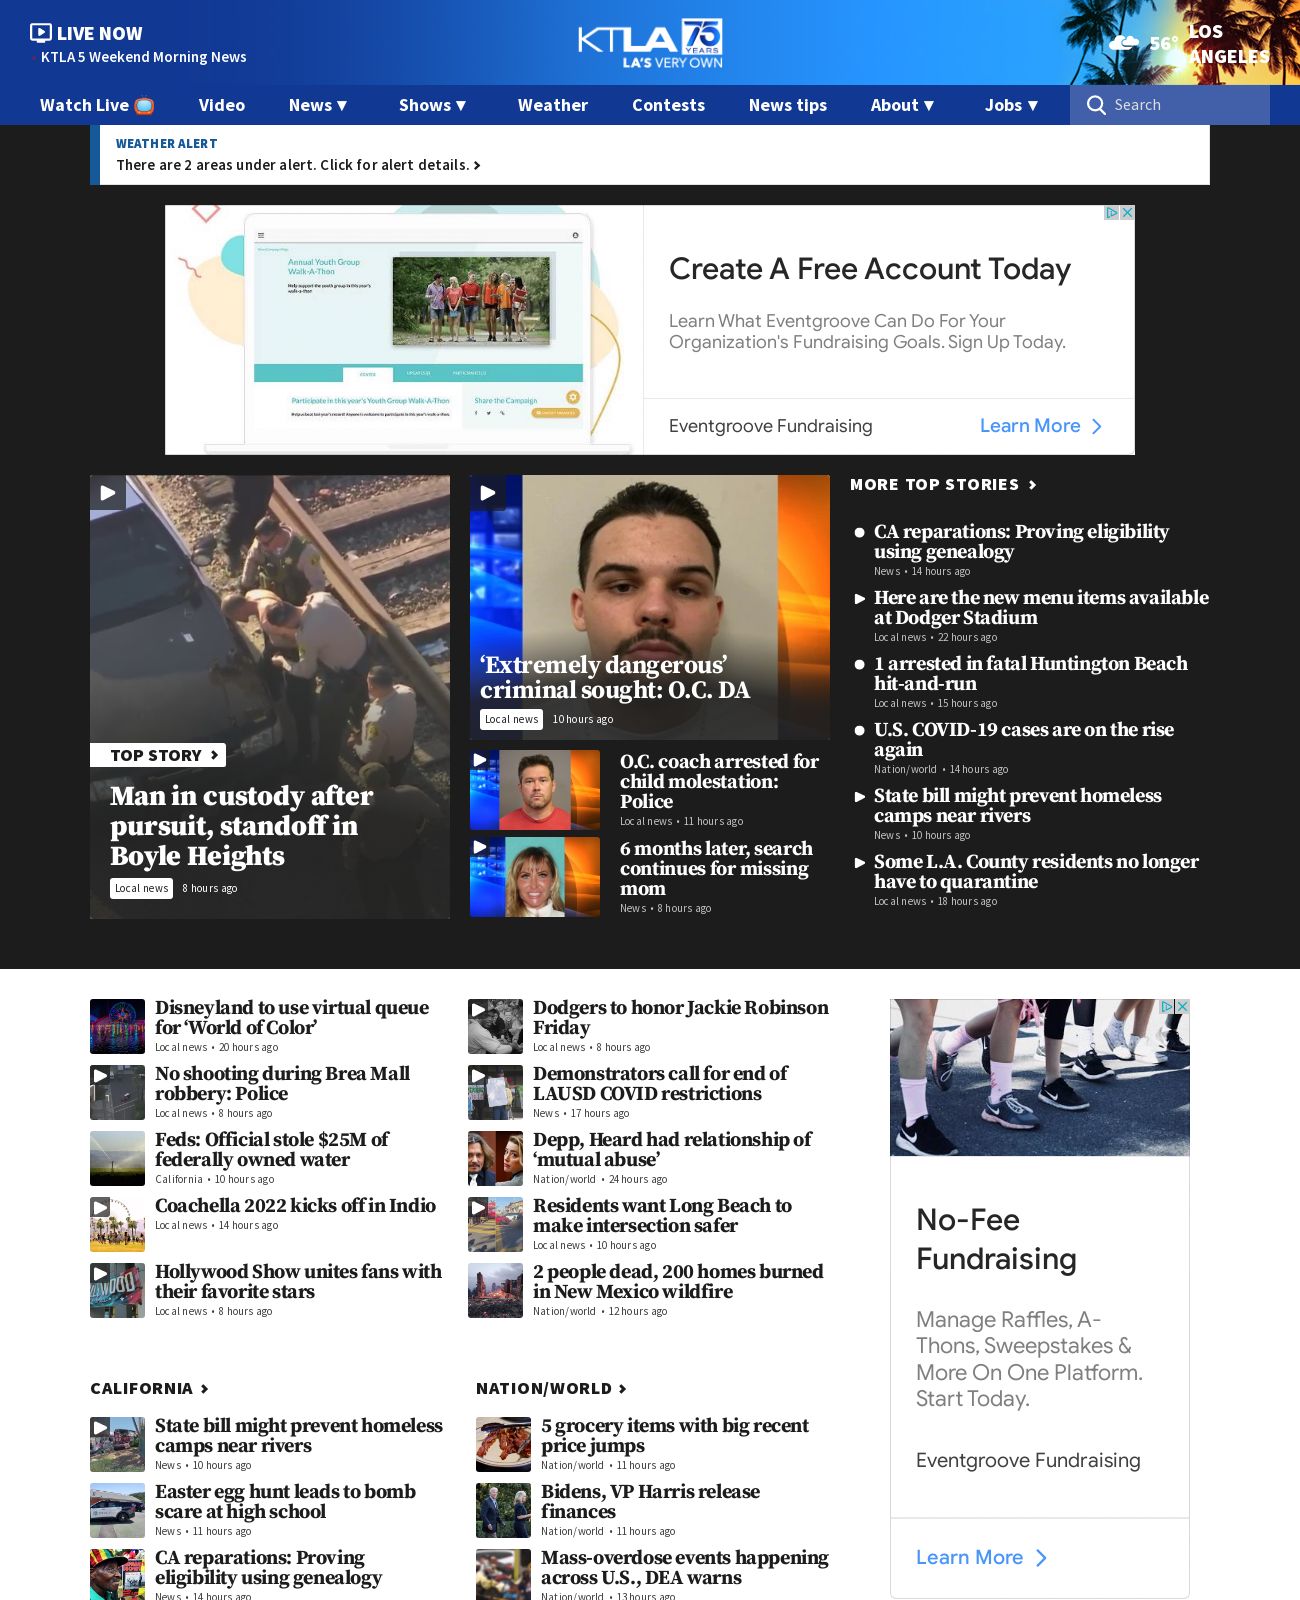 LIVE NOW
KTLA 5 Weekend Morning News
KTLA 75
YEARS
LA'S VERY OWN
56°
LOS
ANGELES
Watch Live
Video
News ▼
Shows ▼
Weather
Contests
News tips
About ▼
Jobs ▼
Search
WEATHER ALERT
There are 2 areas under alert. Click for alert details.
Annual Youth Group
Walk-A-Thon
Help support the youth group in this year's
walk-a-thon!
Participate in this year's Youth Group Walk-A-Thon
Share the Campaign
Create A Free Account Today
Learn What Eventgroove Can Do For Your
Organization's Fundraising Goals. Sign Up Today.
Eventgroove Fundraising
Learn More
TOP STORY
Man in custody after
pursuit, standoff in
Boyle Heights
Local news
8 hours ago
‘Extremely dangerous’
criminal sought: O.C. DA
Local news
10 hours ago
O.C. coach arrested for
child molestation:
Police
Local news • 11 hours ago
6 months later, search
continues for missing
mom
News • 8 hours ago
MORE TOP STORIES
CA reparations: Proving eligibility
using genealogy
News • 14 hours ago
Here are the new menu items available
at Dodger Stadium
Local news • 22 hours ago
1 arrested in fatal Huntington Beach
hit-and-run
Local news • 15 hours ago
U.S. COVID-19 cases are on the rise
again
Nation/world • 14 hours ago
State bill might prevent homeless
camps near rivers
News • 10 hours ago
Some L.A. County residents no longer
have to quarantine
Local news • 18 hours ago
Disneyland to use virtual queue
for ‘World of Color’
Local news • 20 hours ago
No shooting during Brea Mall
robbery: Police
Local news • 8 hours ago
Feds: Official stole $25M of
federally owned water
California • 10 hours ago
Coachella 2022 kicks off in Indio
Local news • 14 hours ago
Hollywood Show unites fans with
their favorite stars
Local news • 8 hours ago
Dodgers to honor Jackie Robinson
Friday
Local news • 8 hours ago
Demonstrators call for end of
LAUSD COVID restrictions
News • 17 hours ago
Depp, Heard had relationship of
‘mutual abuse’
Nation/world • 24 hours ago
Residents want Long Beach to
make intersection safer
Local news • 10 hours ago
2 people dead, 200 homes burned
in New Mexico wildfire
Nation/world • 12 hours ago
No-Fee
Fundraising
Manage Raffles, A-
Thons, Sweepstakes &
More On One Platform.
Start Today.
Eventgroove Fundraising
Learn More
CALIFORNIA
State bill might prevent homeless
camps near rivers
News • 10 hours ago
Easter egg hunt leads to bomb
scare at high school
News • 11 hours ago
CA reparations: Proving
eligibility using genealogy
News • 14 hours ago
NATION/WORLD
5 grocery items with big recent
price jumps
Nation/world • 11 hours ago
Bidens, VP Harris release
finances
Nation/world • 11 hours ago
Mass-overdose events happening
across U.S., DEA warns
Nation/world • 13 hours ago